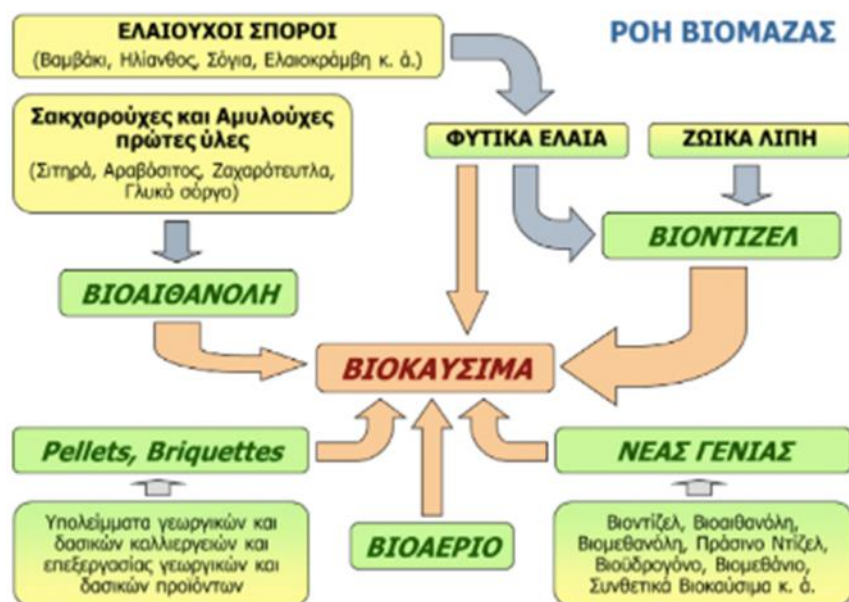 ΕΛΑΙΟΥΧΟΙ ΣΠΟΡΟΙ
(Βαμβάκι, Ηλίανθος, Σόγια, Ελαιοκράμβη κ. ά.)
ΡΟΗ ΒΙΟΜΑΖΑΣ
Σακχαρούχες και Αμυλούχες
πρώτες ύλες
(Σιτηρά, Αραβόσιτος, Ζαχαρότευτλα,
Γλυκό σόργο)
ΦΥΤΙΚΑ ΕΛΑΙΑ
ΖΩΙΚΑ ΛΙΠΗ
ΒΙΟΝΤΙΖΕΛ
ΒΙΟΑΙΘΑΝΟΛΗ
ΒΙΟΚΑΥΣΙΜΑ
Pellets, Briquettes
ΝΕΑΣ ΓΕΝΙΑΣ
Υπολείμματα γεωργικών και
δασικών καλλιεργειών και
επεξεργασίας γεωργικών και
δασικών προϊόντων
ΒΙΟΑΕΡΙΟ
Βιοντίζελ, Βιοαιθανόλη,
Βιομεθανόλη, Πράσινο Ντίζελ,
Βιοϋδρογόνο, Βιομεθάνιο,
Συνθετικά Βιοκαύσιμα κ. ά.